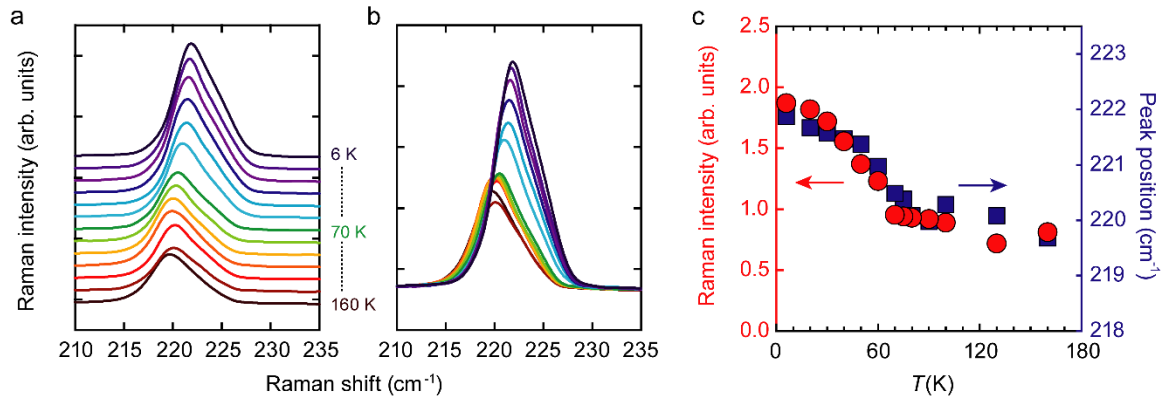 a
Raman intensity (arb. units)
6 K
70 K
160 K
210 215 220 225 230 235
b
210 215 220 225 230 235
Raman shift (cm⁻¹)
c
Raman intensity (arb. units)
2.5
2.0
1.5
1.0
0.5
0.0
0 60 120 180
T(K)
223
222
221
220
219
218
Peak position (cm⁻¹)